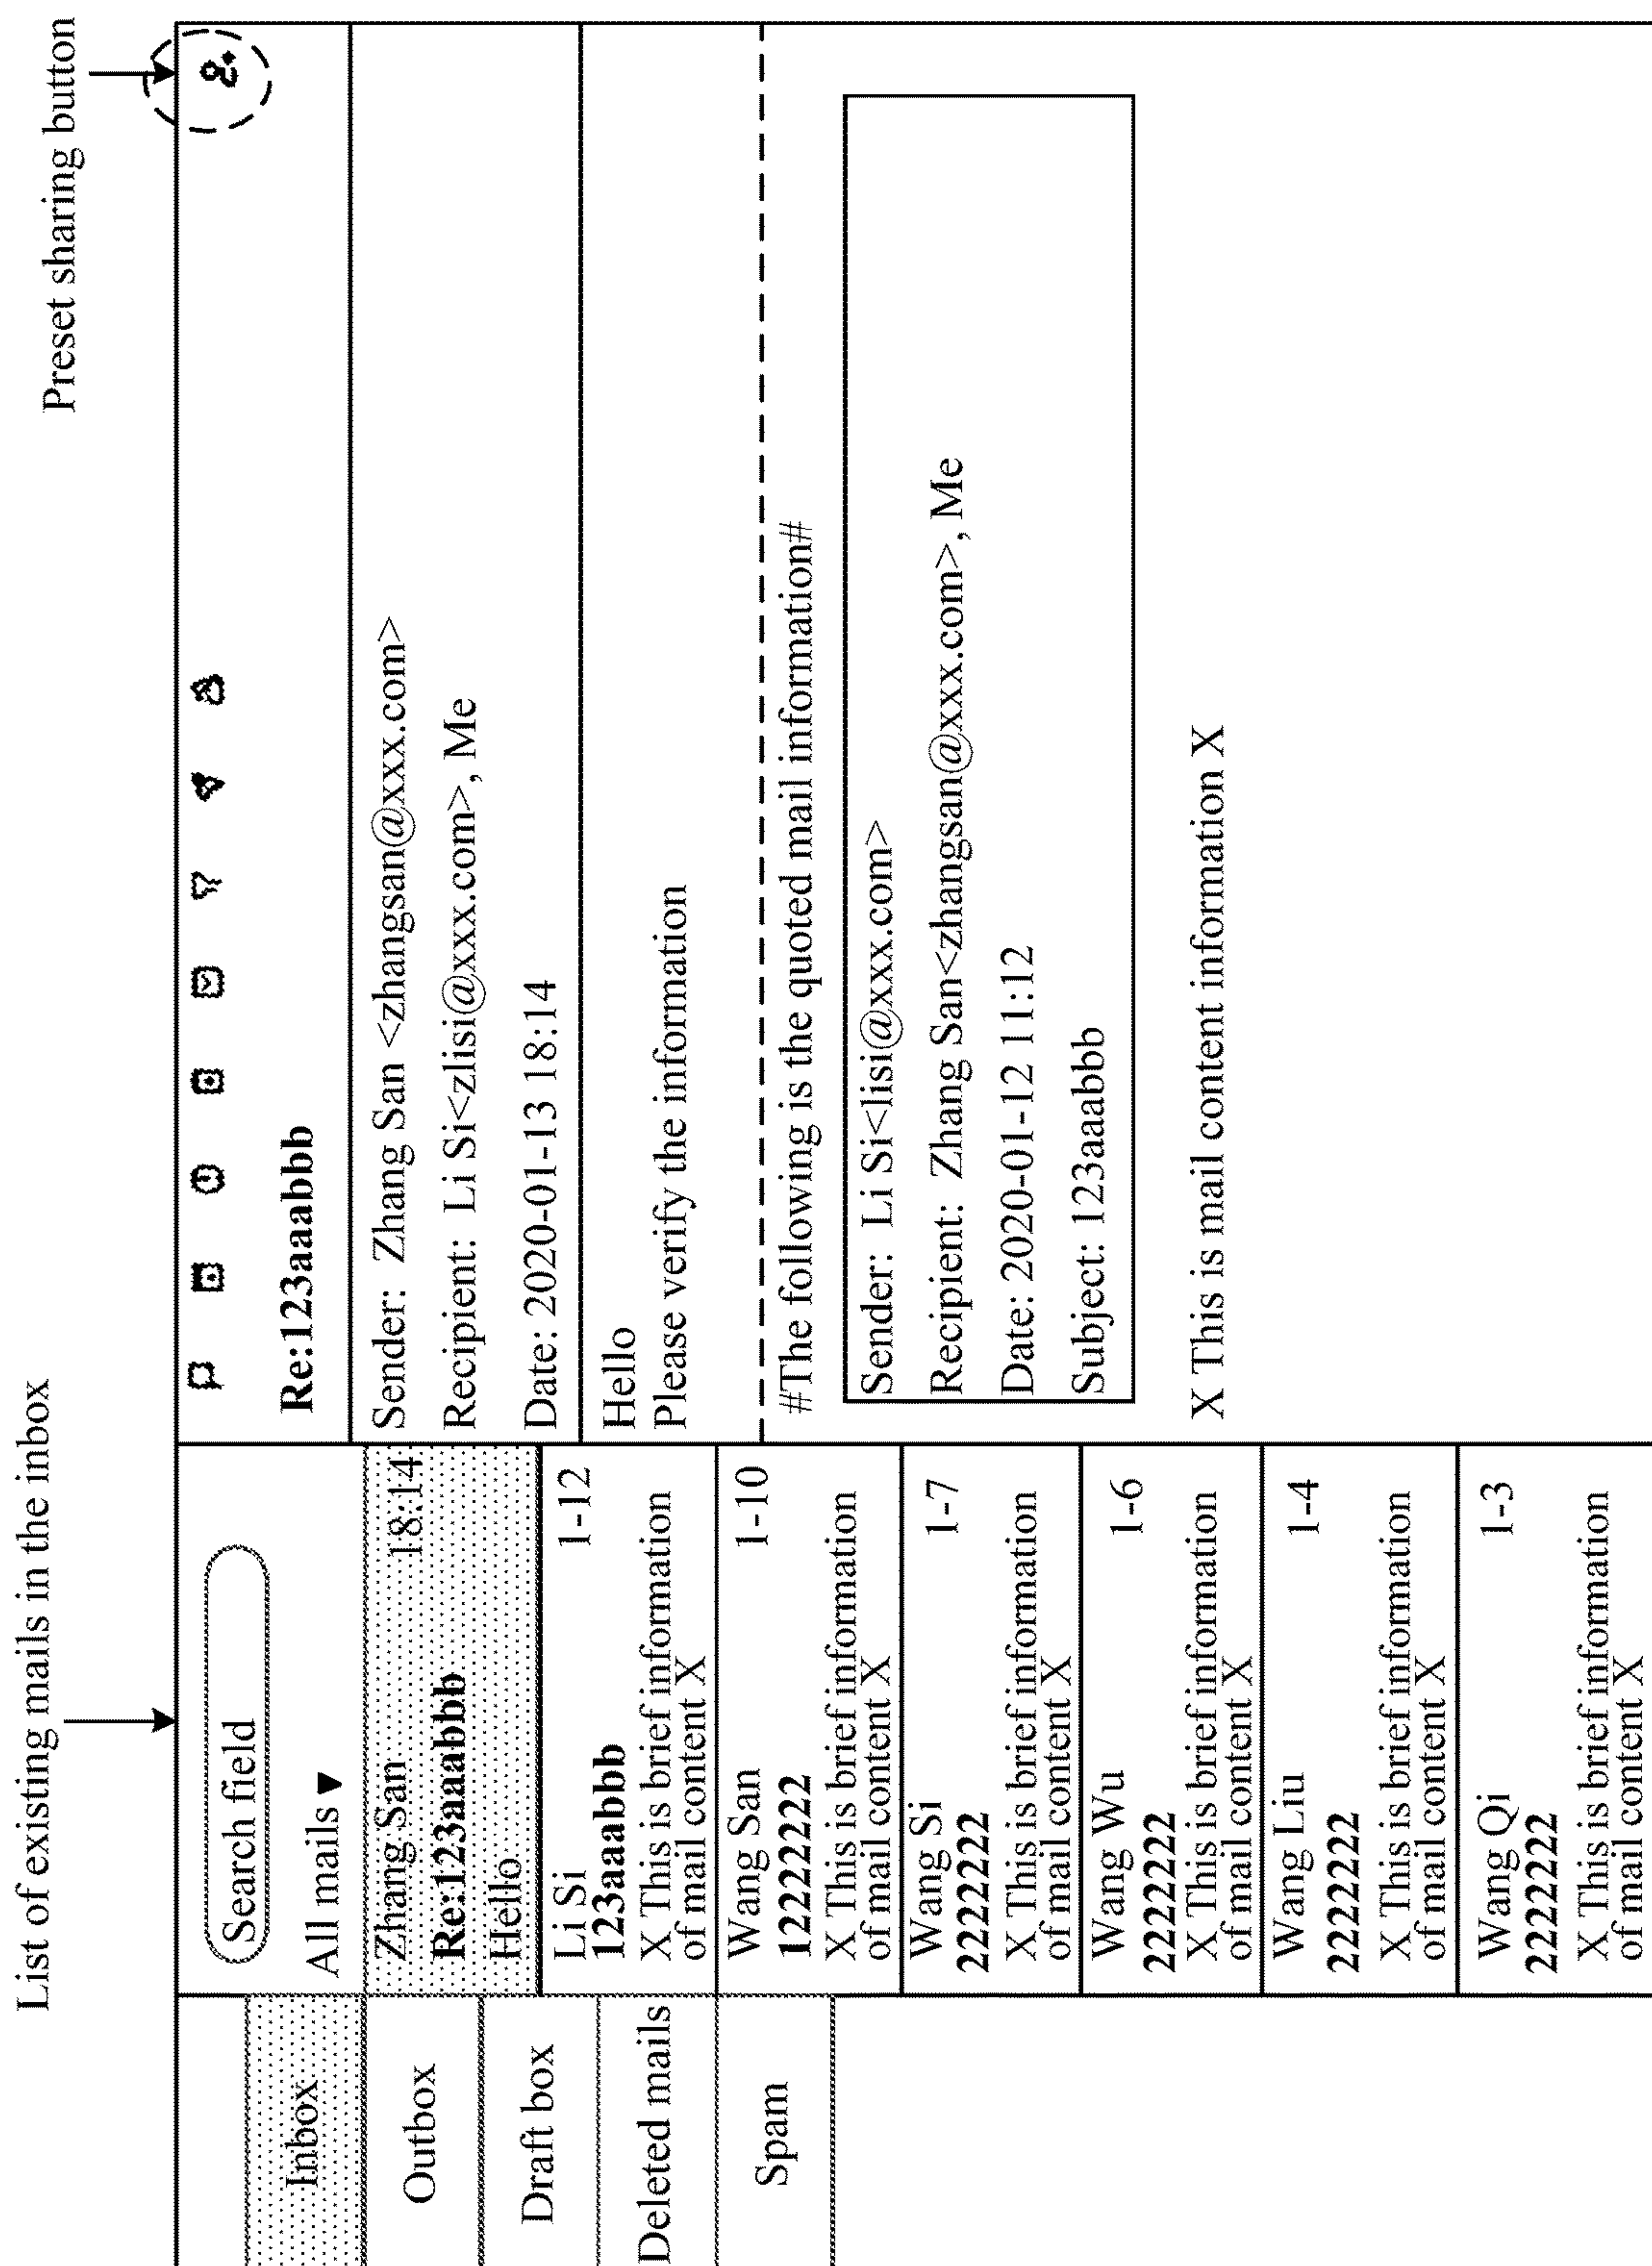 List of existing mails in the inbox
Preset sharing button
Inbox
Outbox
Draft box
Deleted mails
Spam
Search field
All mails ▼
Zhang San 18:14
Re:123aaabbb
Hello
Li Si 1-12
123aaabbb
X This is brief information
of mail content X
Wang San 1-10
12222222
X This is brief information
of mail content X
Wang Si 1-7
22222222
X This is brief information
of mail content X
Wang Wu 1-6
22222222
X This is brief information
of mail content X
Wang Liu 1-4
22222222
X This is brief information
of mail content X
Wang Qi 1-3
22222222
X This is brief information
of mail content X
Re:123aaabbb
Sender: Zhang San <zhangsan@xxx.com>
Recipient: Li Si<zlisi@xxx.com>, Me
Date: 2020-01-13 18:14
Hello
Please verify the information
#The following is the quoted mail information#
Sender: Li Si<lisi@xxx.com>
Recipient: Zhang San<zhangsan@xxx.com>, Me
Date: 2020-01-12 11:12
Subject: 123aaabbb
X This is mail content information X